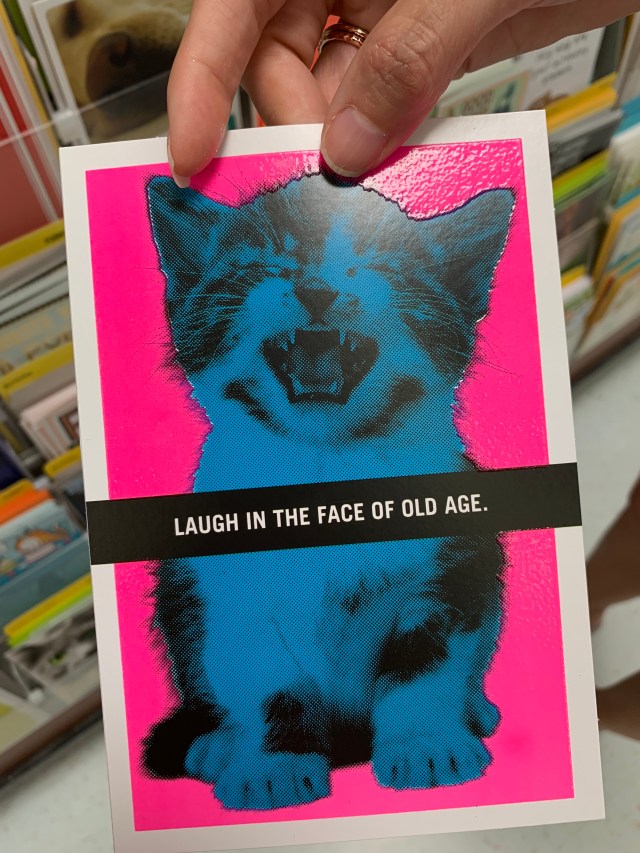 LAUGH IN THE FACE OF OLD AGE.